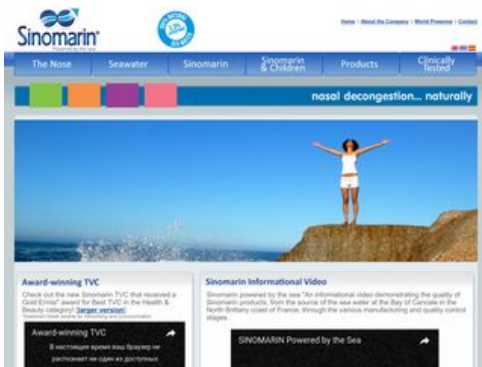 Sinomarin
Powered by the sea
Home | About the Company | World Presence | Contact
The Nose
Seawater
Sinomarin
Sinomarin
& Children
Products
Clinically
Tested
nasal decongestion... naturally
Award-winning TVC
Check out the new Sinomarin TVC that received a
Gold Ermis* award for Best TVC in the Health &
Beauty category! (larger version)
Sinomarin Informational Video
Sinomarin powered by the sea "An informational video demonstrating the quality of
Sinomarin products, from the source of the sea water at the Bay of Cancale in the
North Brittany coast of France, through the various manufacturing and quality control
stages.
Award-winning TVC
В настоящее время ваш браузер не
распознает ни один из доступных
SINOMARIN Powered by the Sea